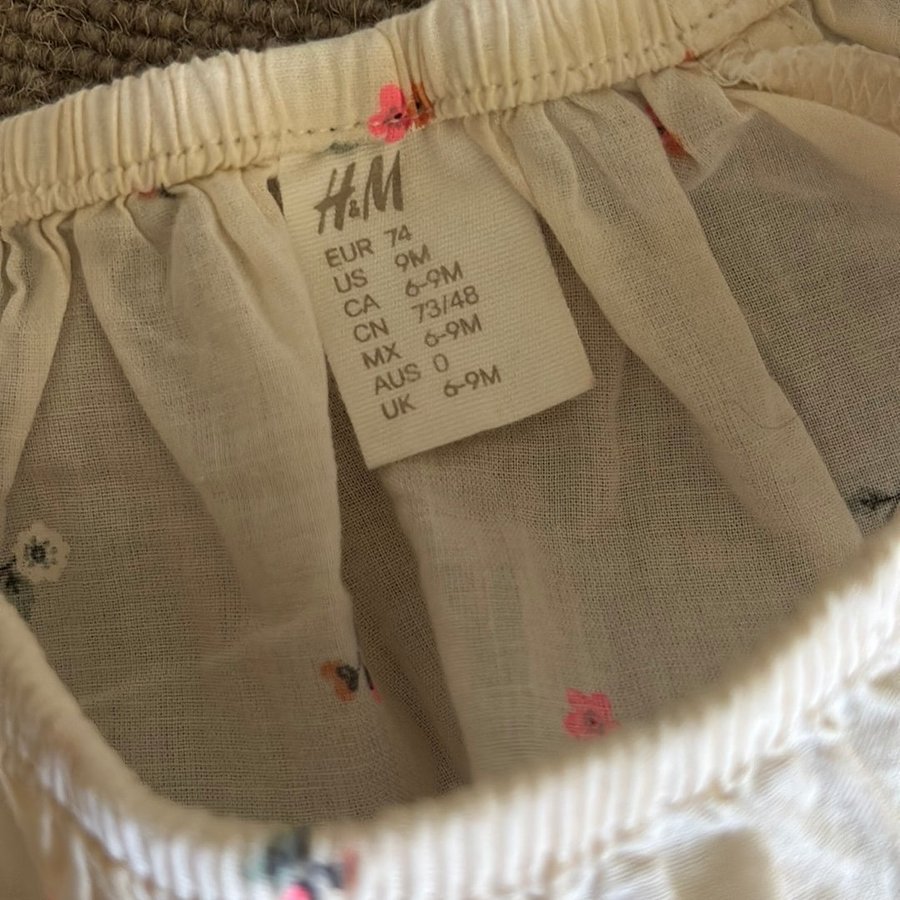 H&M
EUR 74
US 9M
CA 6-9M
CN 73/48
MX 6-9M
AUS 0
UK 6-9M